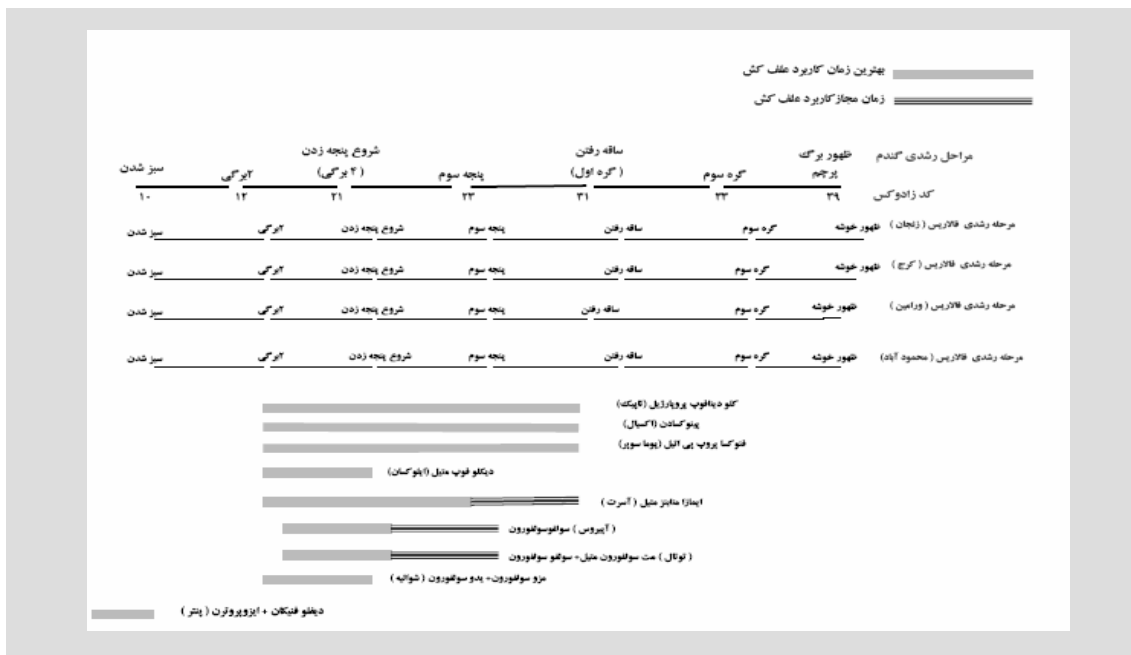 بهترین زمان کاربرد علف کش
زمان مجاز کاربرد علف کش
مراحل رشدی گندم ظهور برگ پرچم گره سوم ساقه رفتن (گره اول) پنجه سوم شروع پنجه زدن (۴ برگی) ۲برگی سبز شدن
کد زادوکس ۳۹ ۳۳ ۳۱ ۲۳ ۲۱ ۱۲ ۱۰
مرحله رشدی فالاریس (زنجان) ظهور خوشه گره سوم ساقه رفتن پنجه سوم شروع پنجه زدن ۲برگی سبز شدن
مرحله رشدی فالاریس (کرج) ظهور خوشه گره سوم ساقه رفتن پنجه سوم شروع پنجه زدن ۲برگی سبز شدن
مرحله رشدی فالاریس (ورامین) ظهور خوشه گره سوم ساقه رفتن پنجه سوم شروع پنجه زدن ۲برگی سبز شدن
مرحله رشدی فالاریس (محمود آباد) ظهور خوشه گره سوم ساقه رفتن پنجه سوم شروع پنجه زدن ۲برگی سبز شدن
کلو دینافوپ پروپارژیل (تاپیک)
پینوکسادن (اکسیال)
فنوکسا پروپ پی اتیل (پوما سوپر)
دیکلو فوپ متیل (ایلوکسان)
ایمازا متابنز متیل (آسرت)
(آپیروس) سولفوسولفورون
(توتال) مت سولفورون متیل+ سولفو سولفورون
مزو سولفورون+ یدو سولفورون (شوالیه)
دیفلو فنیکان + ایزوپروترن (پنتر)